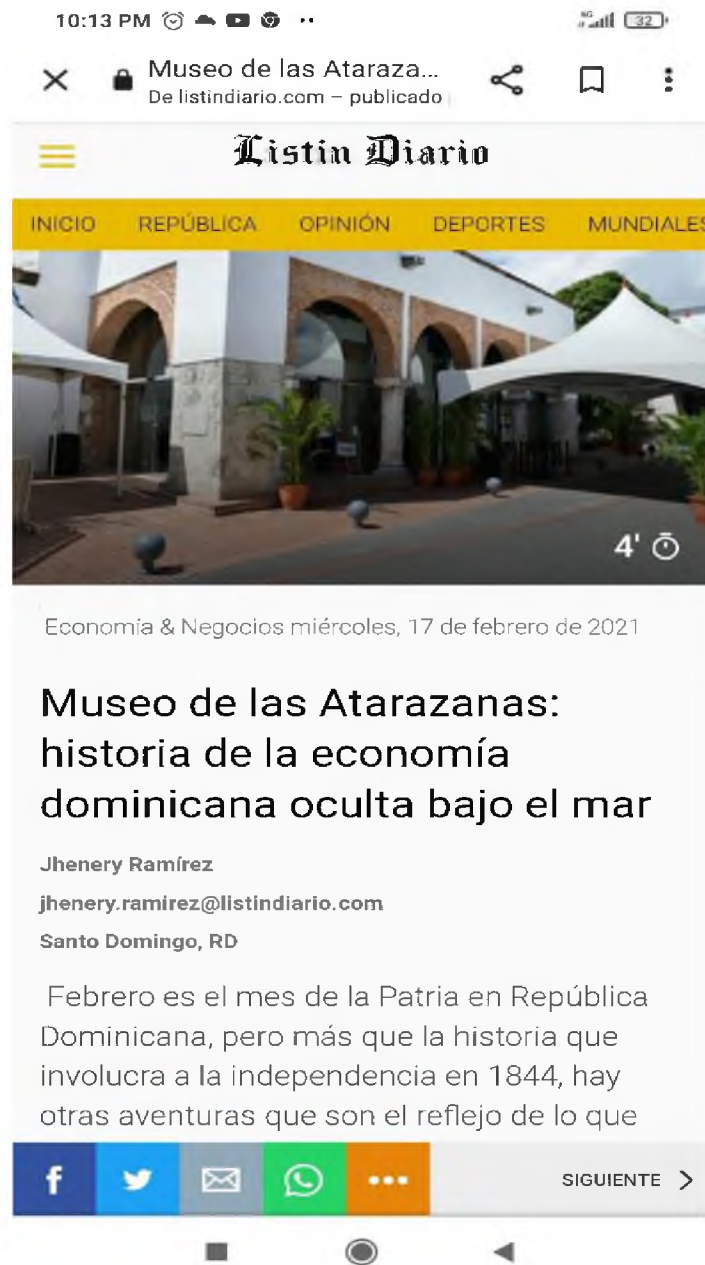 10:13 PM
32
Museo de las Ataraza...
De listindiario.com – publicado
Listin Diario
INICIO REPÚBLICA OPINIÓN DEPORTES MUNDIALES
4'
Economía & Negocios miércoles, 17 de febrero de 2021
Museo de las Atarazanas:
historia de la economía
dominicana oculta bajo el mar
Jhenery Ramírez
jhenery.ramirez@listindiario.com
Santo Domingo, RD
Febrero es el mes de la Patria en República
Dominicana, pero más que la historia que
involucra a la independencia en 1844, hay
otras aventuras que son el reflejo de lo que
SIGUIENTE